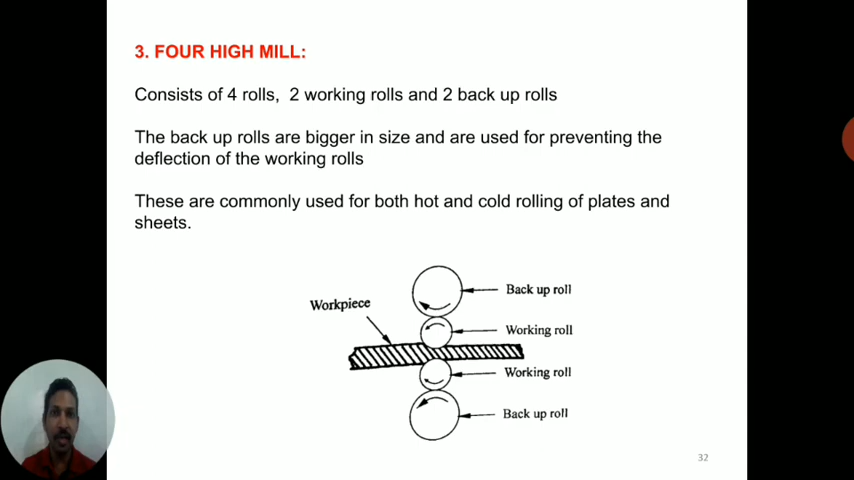 3. FOUR HIGH MILL:
Consists of 4 rolls, 2 working rolls and 2 back up rolls
The back up rolls are bigger in size and are used for preventing the
deflection of the working rolls
These are commonly used for both hot and cold rolling of plates and
sheets.
Back up roll
Workpiece
Working roll
Working roll
Back up roll
32